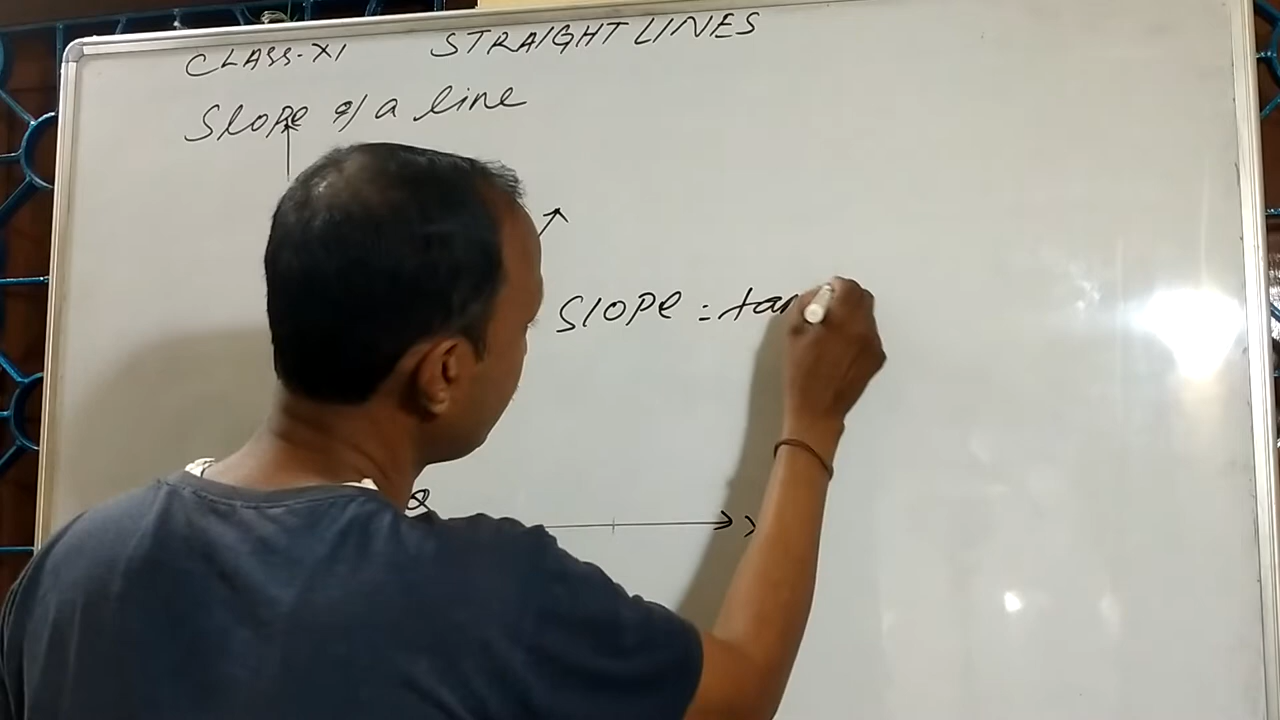 CLASS-XI STRAIGHT LINES
Slope of a line
Slope = tan